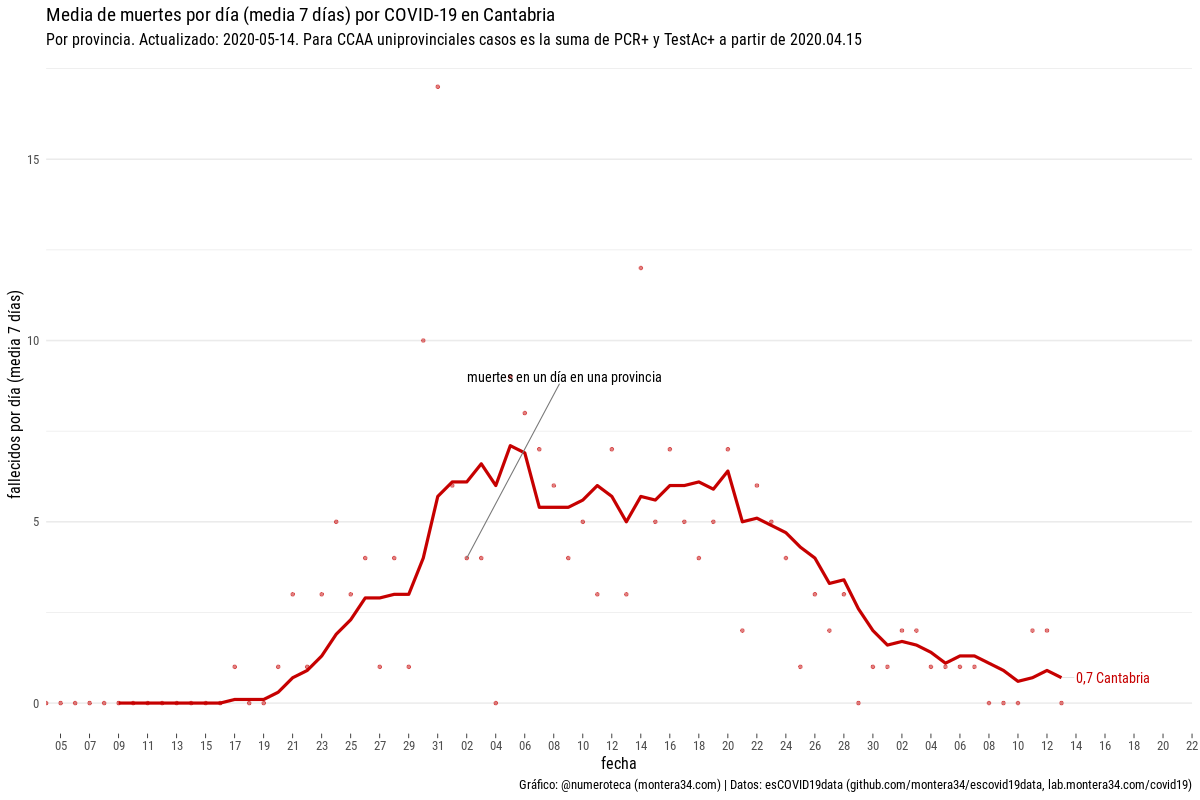 Media de muertes por día (media 7 días) por COVID-19 en Cantabria
Por provincia. Actualizado: 2020-05-14. Para CCAA uniprovinciales casos es la suma de PCR+ y TestAc+ a partir de 2020.04.15
fallecidos por día (media 7 días)
15
10
5
0
muertes en un día en una provincia
0,7 Cantabria
05 07 09 11 13 15 17 19 21 23 25 27 29 31 02 04 06 08 10 12 14 16 18 20 22 24 26 28 30 02 04 06 08 10 12 14 16 18 20 22
fecha
Gráfico: @numeroteca (montera34.com) | Datos: esCOVID19data (github.com/montera34/escovid19data, lab.montera34.com/covid19)